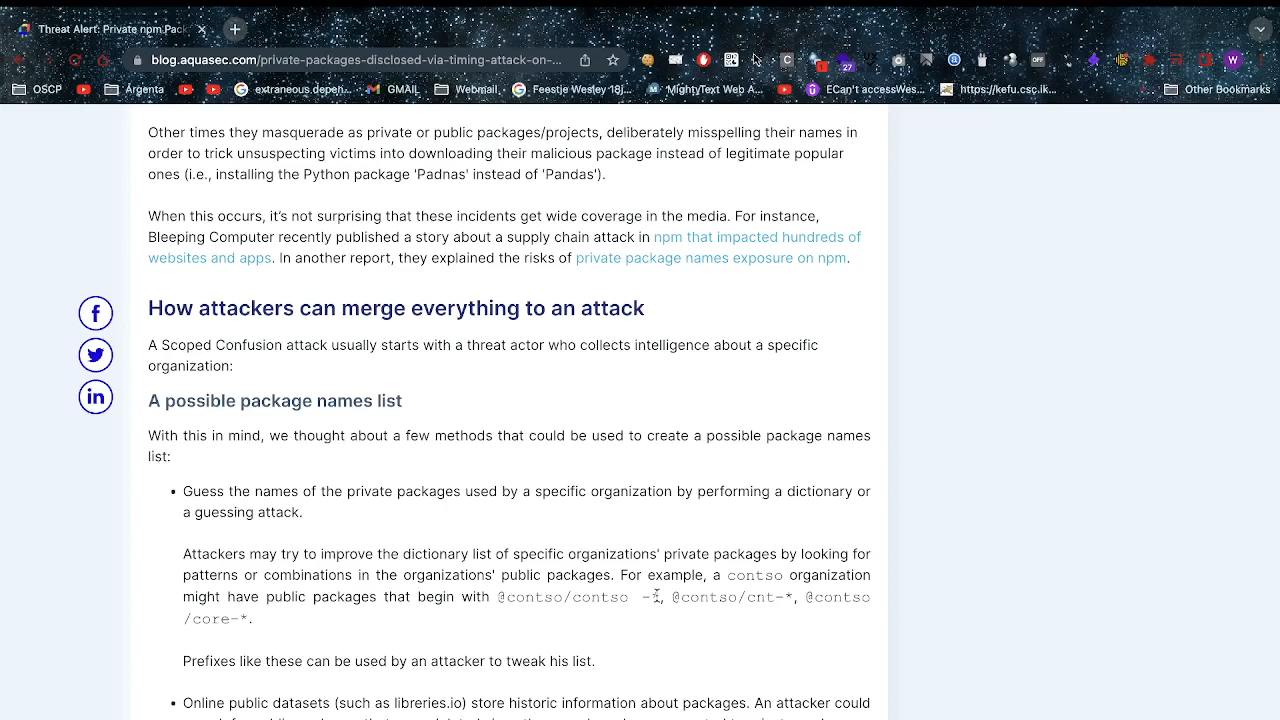 Threat Alert: Private npm Pack
blog.aquasec.com/private-packages-disclosed-via-timing-attack-on-...
C
1
27
OFF
W
OSCP
Argenta
extraneous.depeh...
GMAIL
Webmail
Feestje Wesley 18j...
MightyText Web A...
ECan't accessWes...
https://kefu.csc.lk...
Other Bookmarks
Other times they masquerade as private or public packages/projects, deliberately misspelling their names in
order to trick unsuspecting victims into downloading their malicious package instead of legitimate popular
ones (i.e., installing the Python package 'Padnas' instead of 'Pandas').
When this occurs, it's not surprising that these incidents get wide coverage in the media. For instance,
Bleeping Computer recently published a story about a supply chain attack in npm that impacted hundreds of
websites and apps. In another report, they explained the risks of private package names exposure on npm.
How attackers can merge everything to an attack
A Scoped Confusion attack usually starts with a threat actor who collects intelligence about a specific
organization:
A possible package names list
With this in mind, we thought about a few methods that could be used to create a possible package names
list:
• Guess the names of the private packages used by a specific organization by performing a dictionary or
a guessing attack.
Attackers may try to improve the dictionary list of specific organizations' private packages by looking for
patterns or combinations in the organizations' public packages. For example, a contso organization
might have public packages that begin with @contso/contso -*, @contso/cnt-*, @contso
/core-*.
Prefixes like these can be used by an attacker to tweak his list.
• Online public datasets (such as libreries.io) store historic information about packages. An attacker could